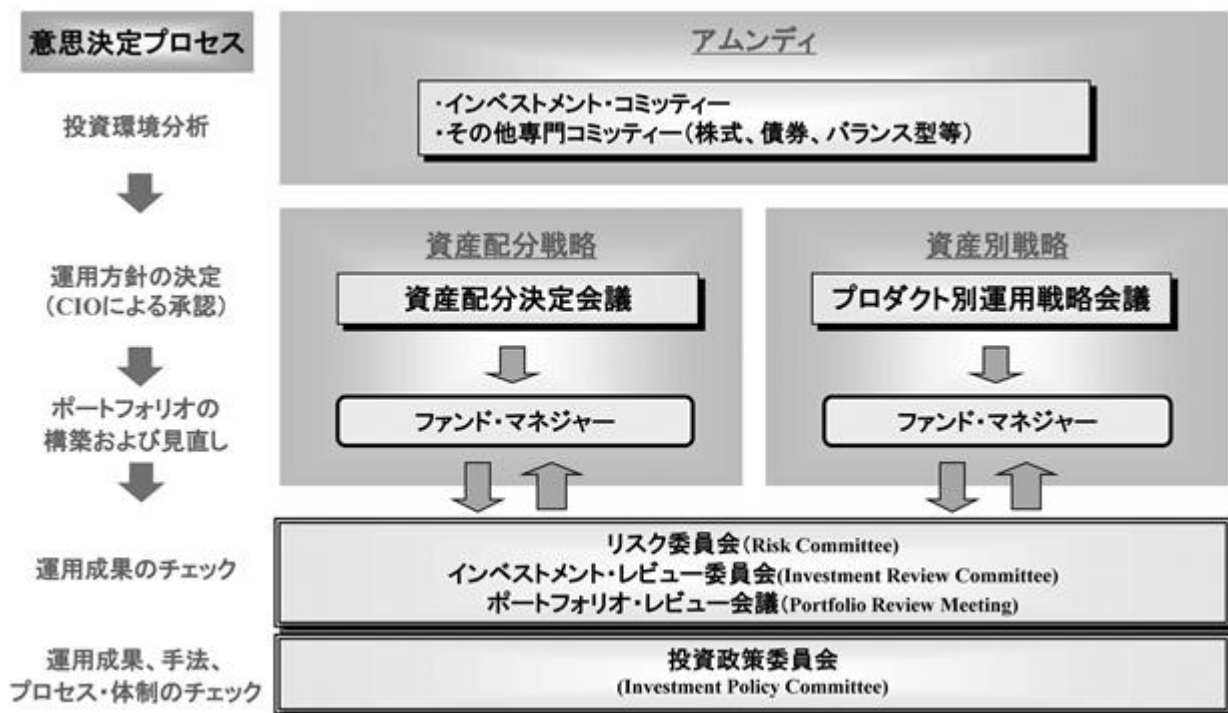 意思決定プロセス
アムンディ
投資環境分析
・インベストメント・コミッティー
・その他専門コミッティー(株式、債券、バランス型等)
資産配分戦略
資産別戦略
運用方針の決定
(CIOによる承認)
資産配分決定会議
プロダクト別運用戦略会議
ポートフォリオの
構築および見直し
ファンド・マネジャー
ファンド・マネジャー
運用成果のチェック
リスク委員会(Risk Committee)
インベストメント・レビュー委員会(Investment Review Committee)
ポートフォリオ・レビュー会議(Portfolio Review Meeting)
運用成果、手法、
プロセス・体制のチェック
投資政策委員会
(Investment Policy Committee)